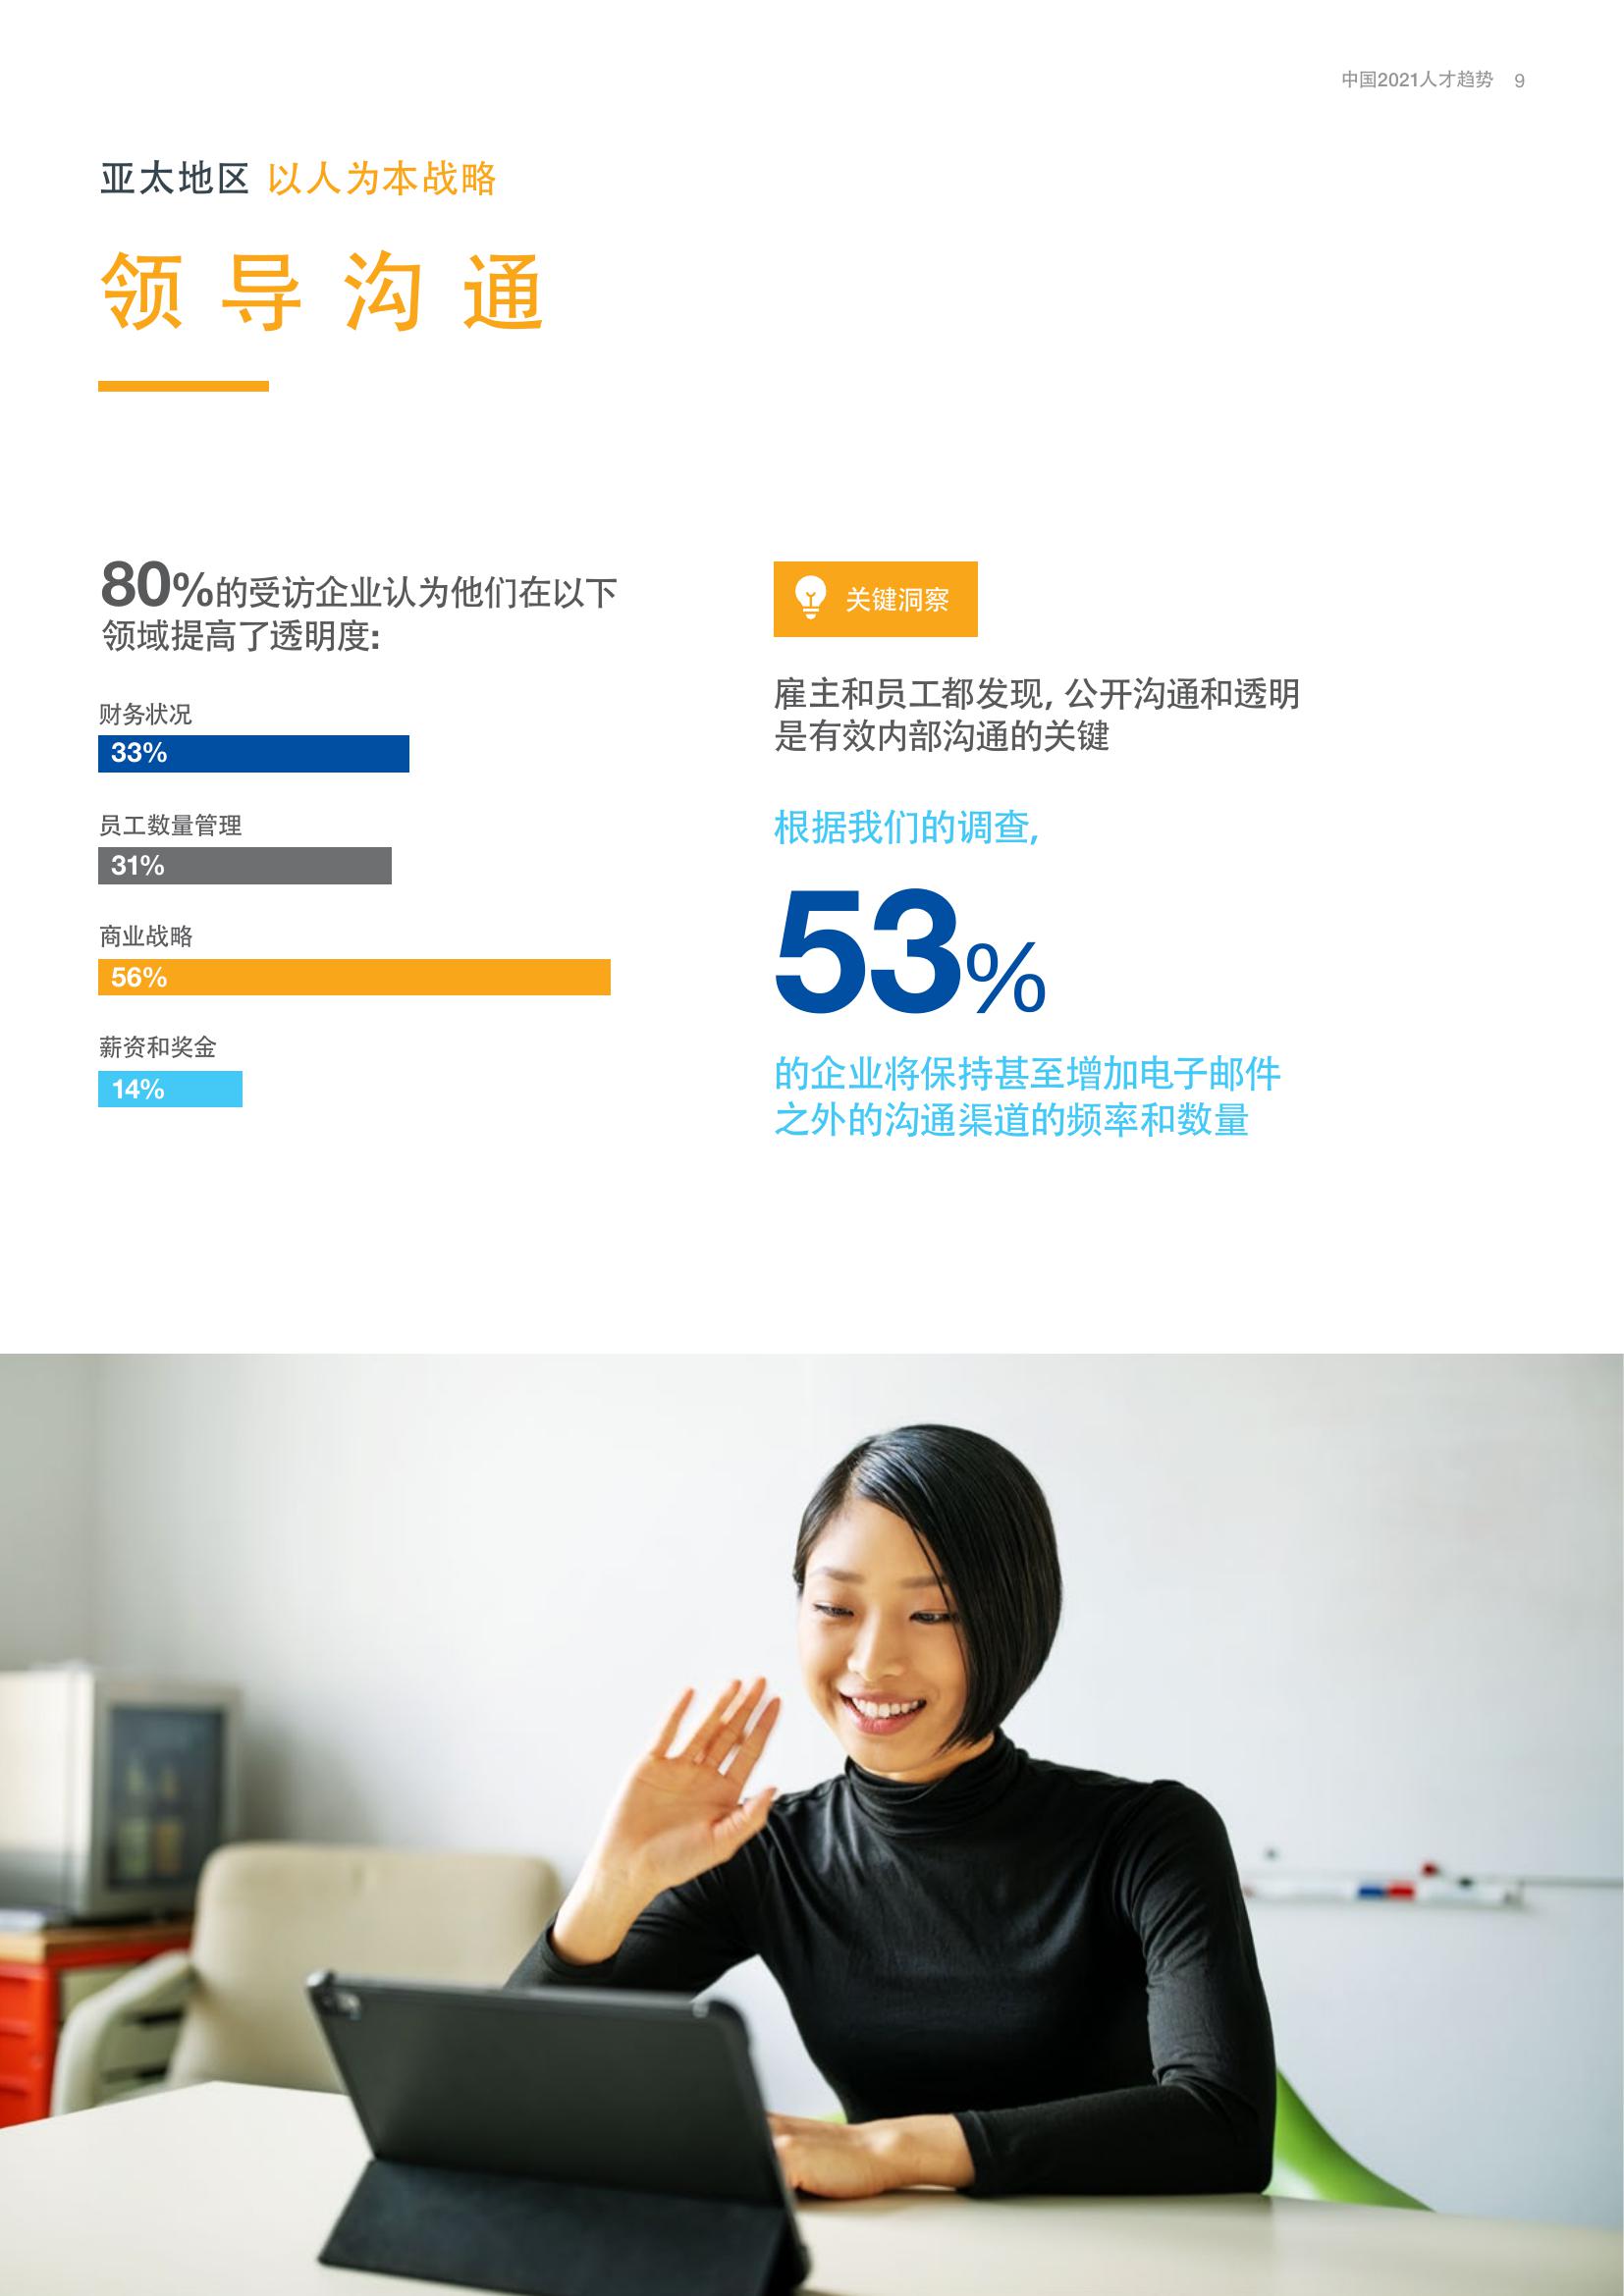 中国2021人才趋势 9
亚太地区 以人为本战略
领导沟通
80%的受访企业认为他们在以下
领域提高了透明度:
财务状况
33%
员工数量管理
31%
商业战略
56%
薪资和奖金
14%
关键洞察
雇主和员工都发现, 公开沟通和透明
是有效内部沟通的关键
根据我们的调查,
53%
的企业将保持甚至增加电子邮件
之外的沟通渠道的频率和数量